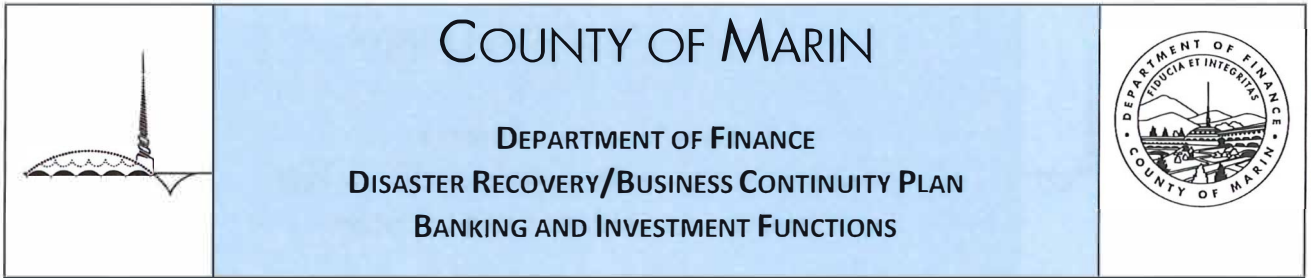 COUNTY OF MARIN
DEPARTMENT OF FINANCE
DISASTER RECOVERY/BUSINESS CONTINUITY PLAN
BANKING AND INVESTMENT FUNCTIONS
DEPARTMENT OF FINANCE
FIDUCIA ET INTEGRITAS
COUNTY OF MARIN